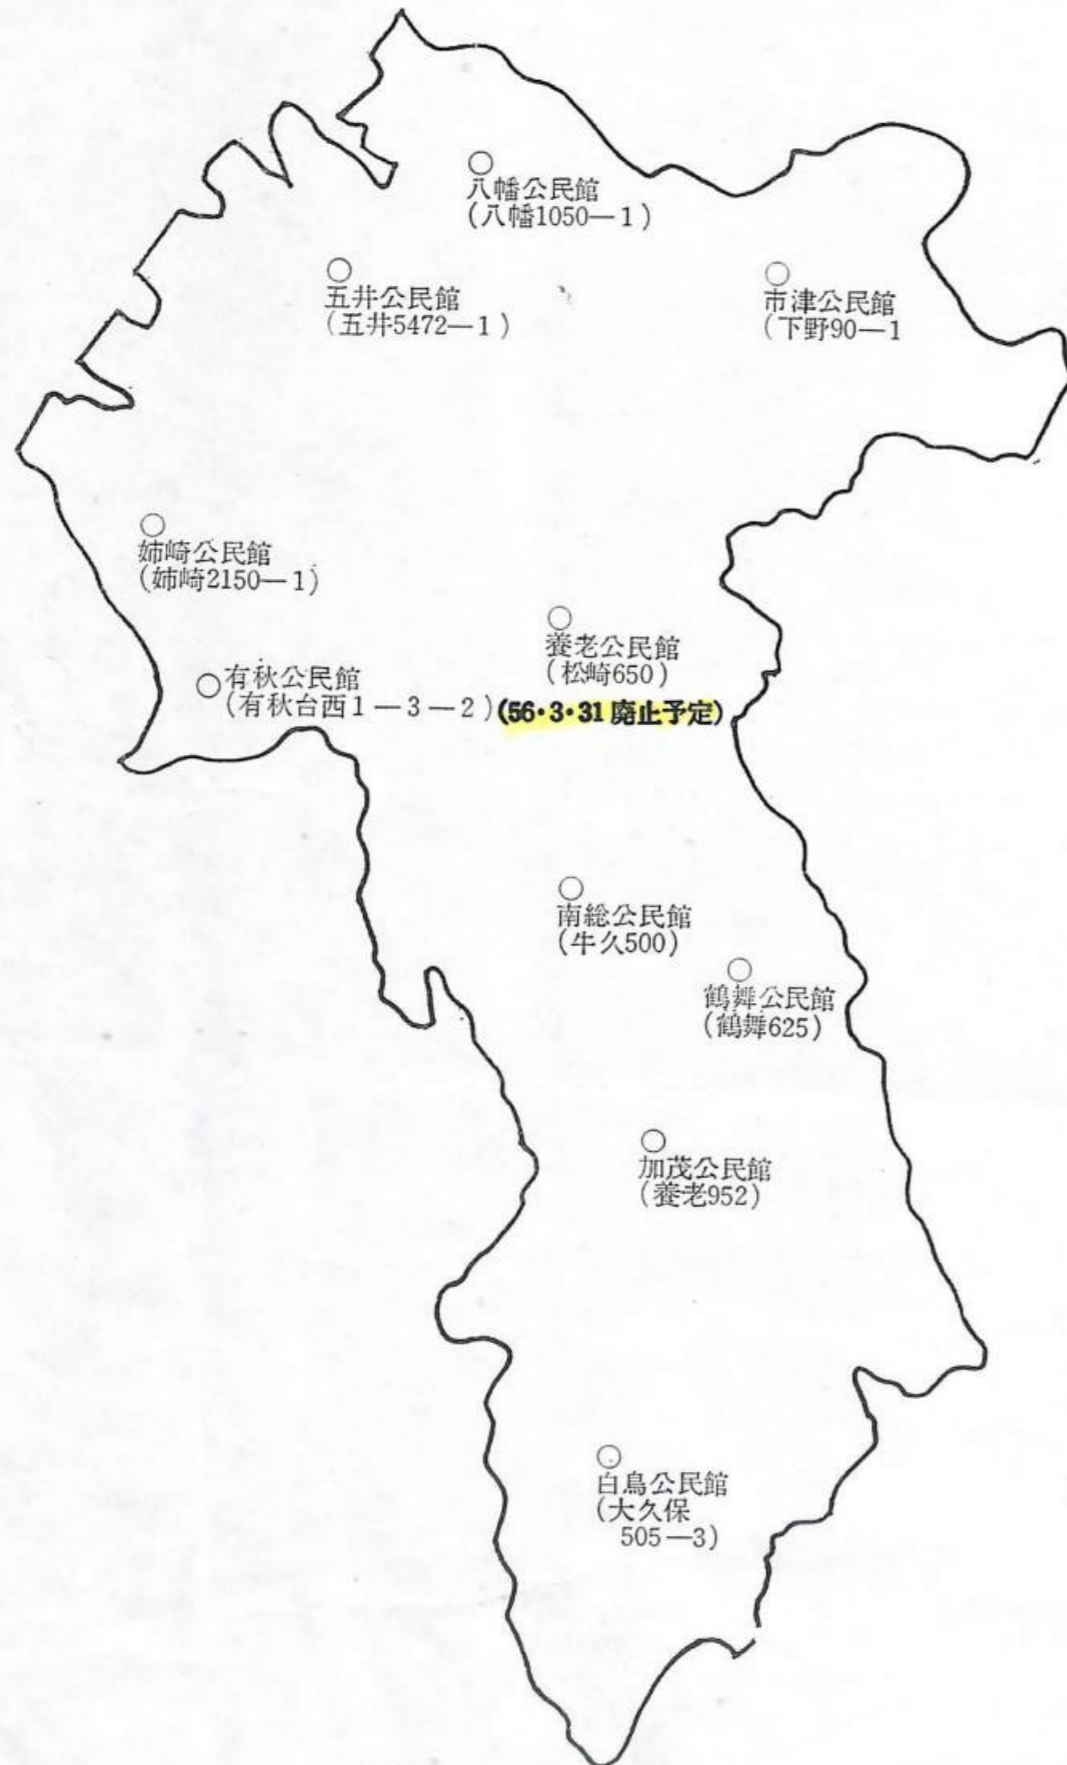 八幡公民館
(八幡1050―1)
五井公民館
(五井5472―1)
市津公民館
(下野90―1
姉崎公民館
(姉崎2150―1)
養老公民館
(松崎650)
有秋公民館
(有秋台西1―3―2)
(56・3・31廃止予定)
南総公民館
(牛久500)
鶴舞公民館
(鶴舞625)
加茂公民館
(養老952)
白鳥公民館
(大久保
505―3)